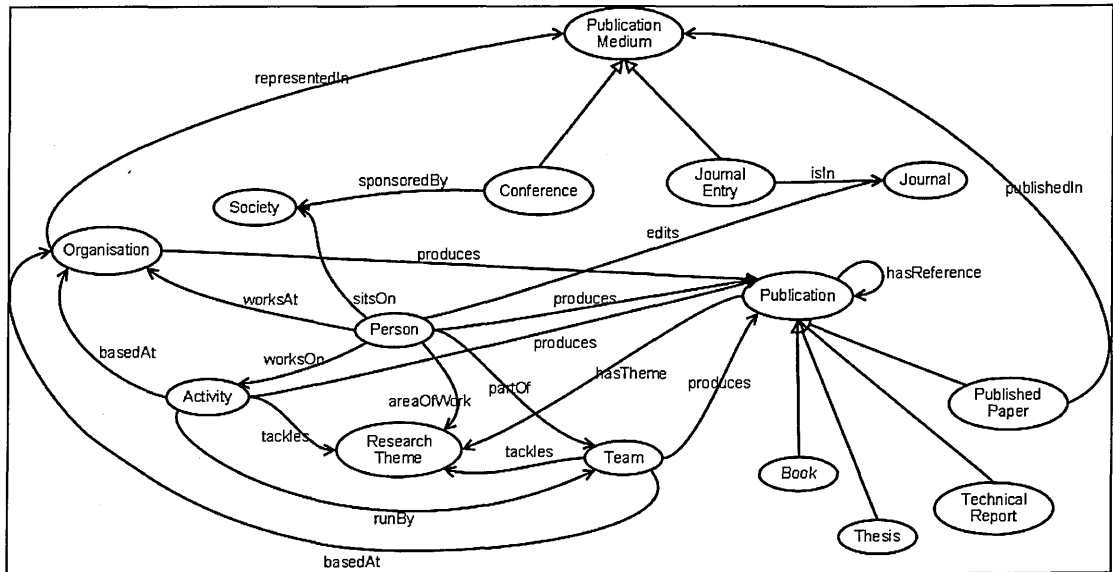 Publication
Medium
representedIn
sponsoredBy
Conference
Journal
Entry
isIn
Journal
publishedIn
Society
Organisation
produces
edits
hasReference
worksAt
sitsOn
produces
Publication
Person
basedAt
worksOn
produces
Activity
areaOfWork
partOf
hasTheme
produces
Published
Paper
tackles
Research
Theme
tackles
Team
Book
Technical
Report
runBy
Thesis
basedAt